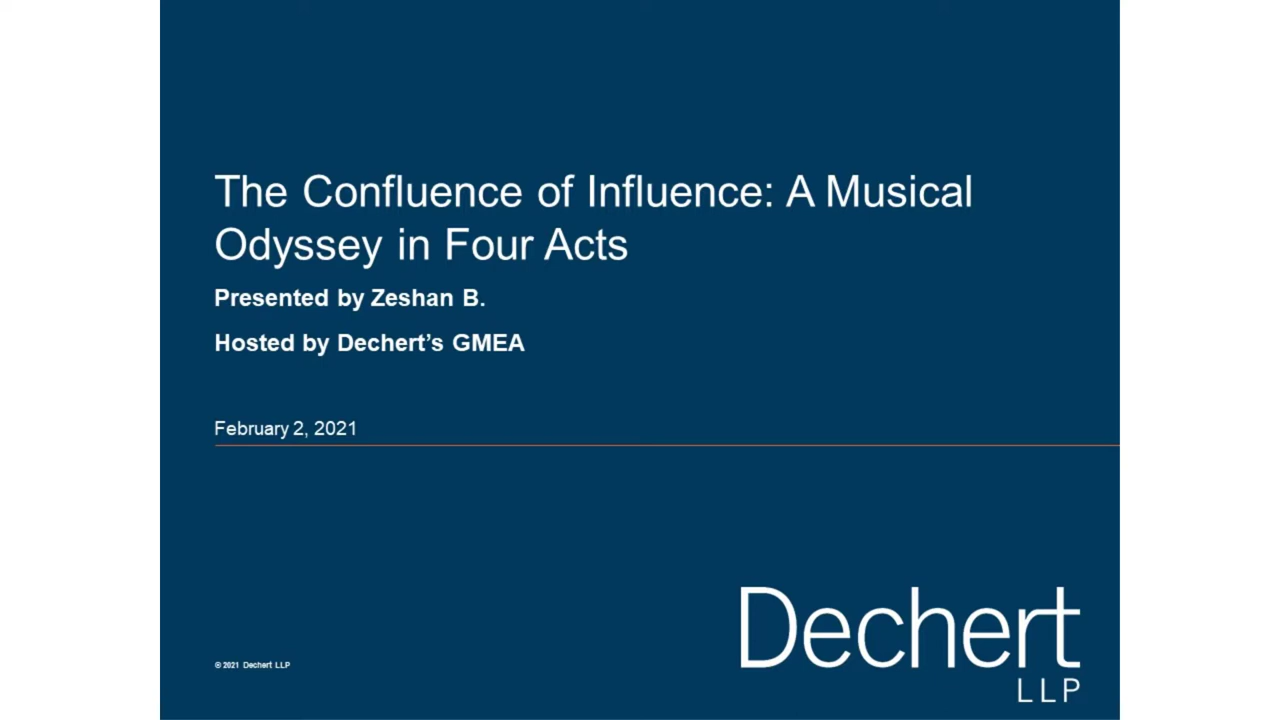 The Confluence of Influence: A Musical
Odyssey in Four Acts
Presented by Zeshan B.
Hosted by Dechert’s GMEA
February 2, 2021
© 2021 Dechert LLP
Dechert
LLP